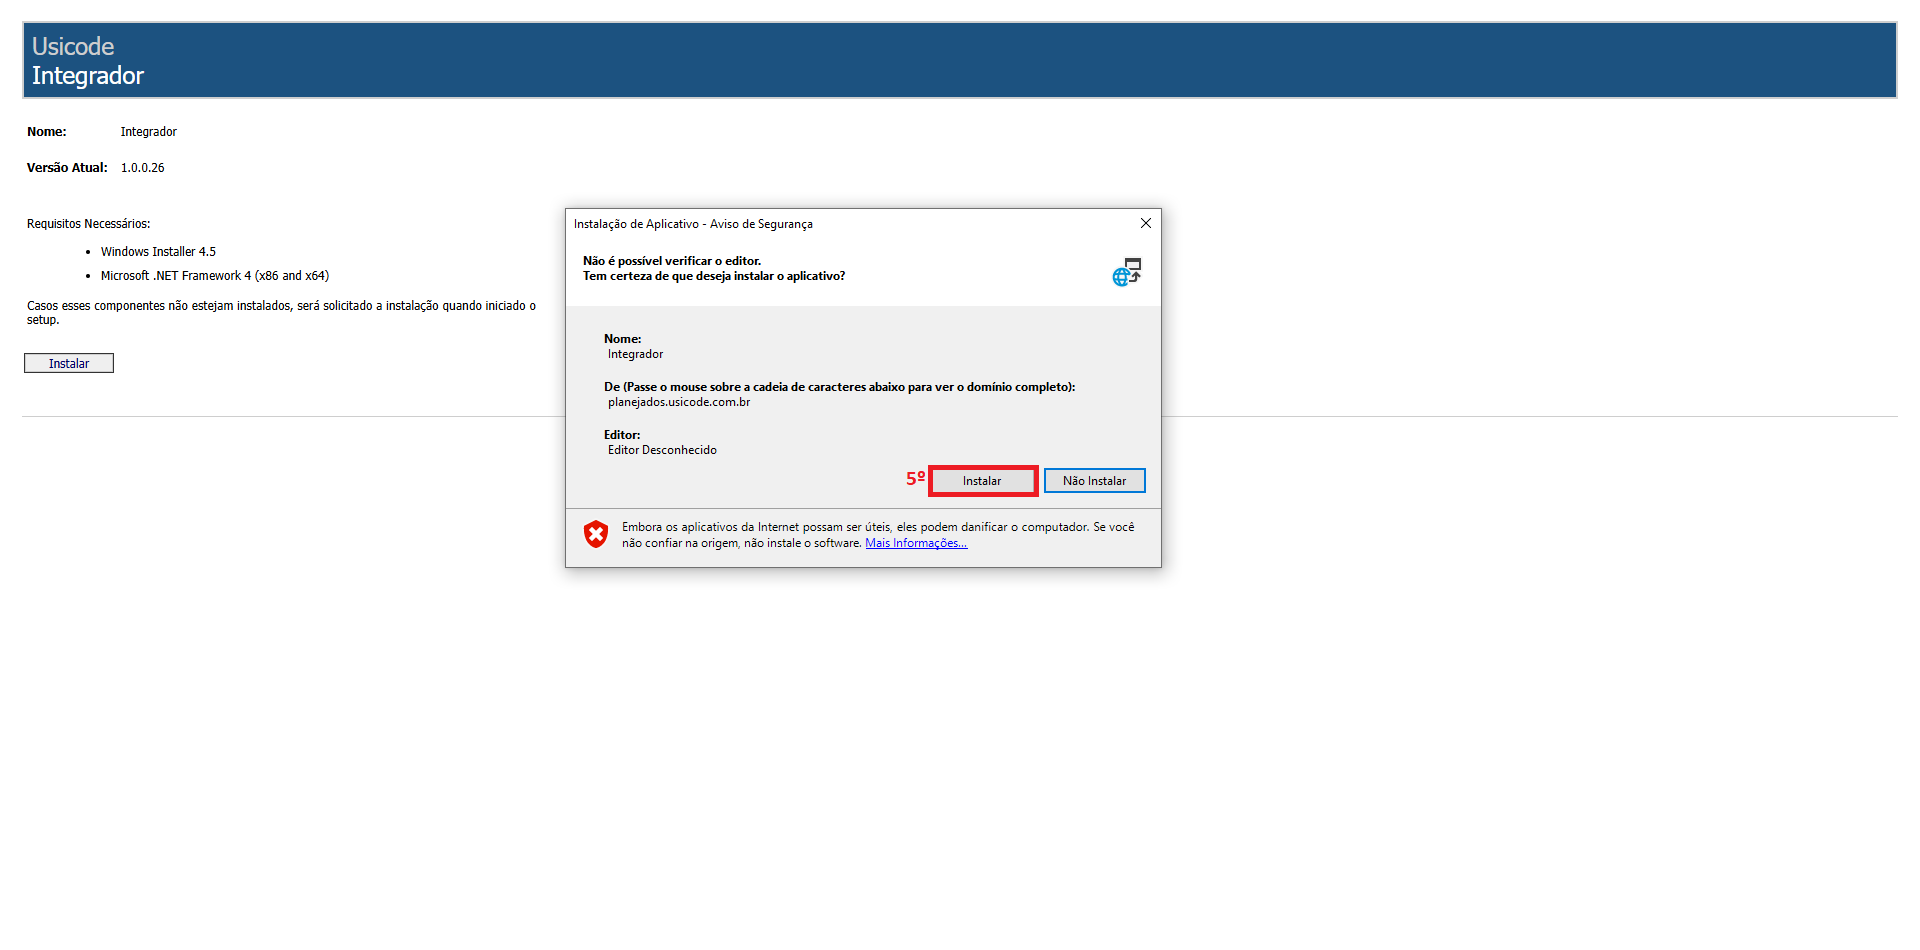 Usicode
Integrador
Nome: Integrador
Versão Atual: 1.0.0.26
Requisitos Necessários:
• Windows Installer 4.5
• Microsoft .NET Framework 4 (x86 and x64)
Casos esses componentes não estejam instalados, será solicitado a instalação quando iniciado o
setup.
Instalar
Instalação de Aplicativo - Aviso de Segurança
Não é possível verificar o editor.
Tem certeza de que deseja instalar o aplicativo?
Nome:
Integrador
De (Passe o mouse sobre a cadeia de caracteres abaixo para ver o domínio completo):
planejados.usicode.com.br
Editor:
Editor Desconhecido
5º Instalar Não Instalar
Embora os aplicativos da Internet possam ser úteis, eles podem danificar o computador. Se você
não confiar na origem, não instale o software. Mais Informações...